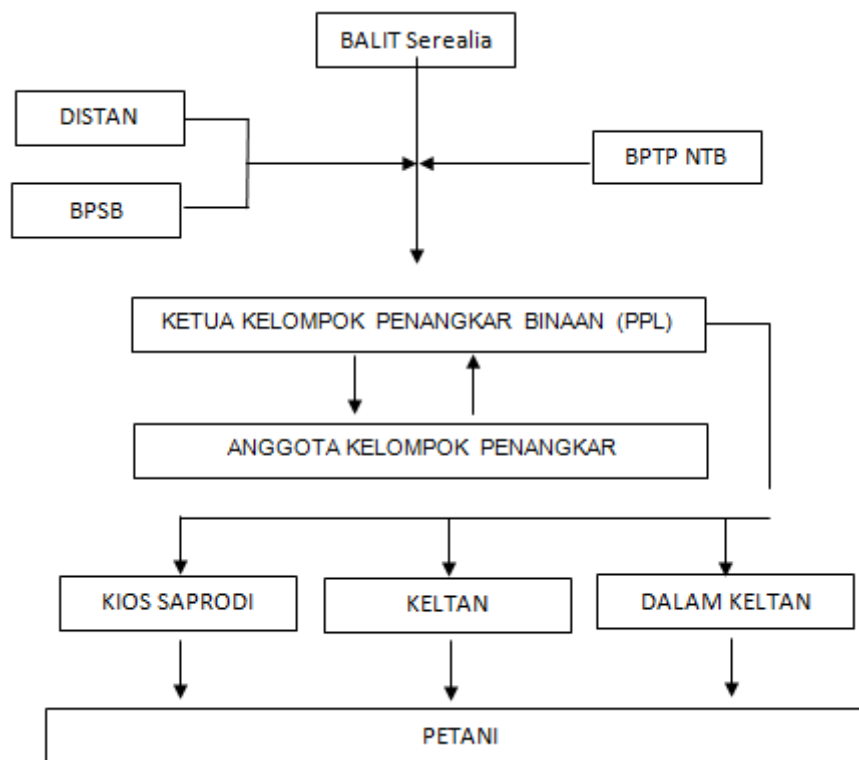 BALIT Serealia
DISTAN
BPTP NTB
BPSB
KETUA KELOMPOK PENANGKAR BINAAN (PPL)
ANGGOTA KELOMPOK PENANGKAR
KIOS SAPRODI
KELTAN
DALAM KELTAN
PETANI